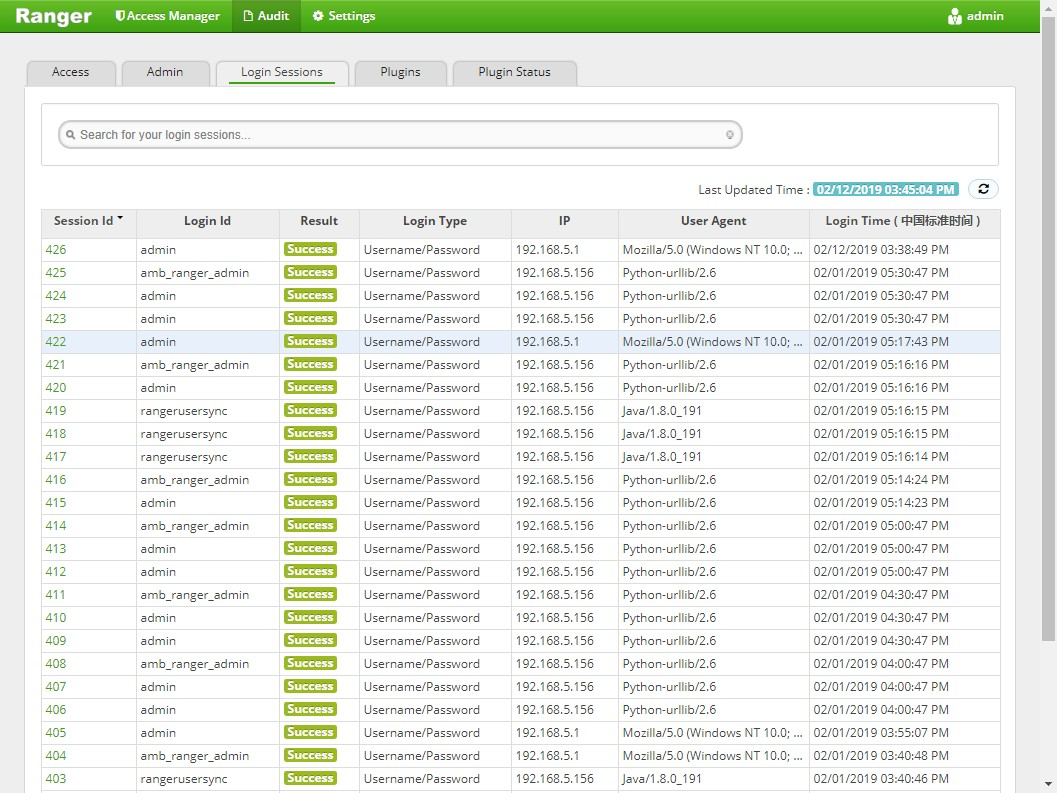 Ranger Access Manager Audit Settings admin
Access Admin Login Sessions Plugins Plugin Status
Search for your login sessions...
Last Updated Time : 02/12/2019 03:45:04 PM
Session Id Login Id Result Login Type IP User Agent Login Time ( 中国标准时间 )
426 admin Success Username/Password 192.168.5.1 Mozilla/5.0 (Windows NT 10.0; ... 02/12/2019 03:38:49 PM
425 amb_ranger_admin Success Username/Password 192.168.5.156 Python-urllib/2.6 02/01/2019 05:30:47 PM
424 admin Success Username/Password 192.168.5.156 Python-urllib/2.6 02/01/2019 05:30:47 PM
423 admin Success Username/Password 192.168.5.156 Python-urllib/2.6 02/01/2019 05:30:47 PM
422 admin Success Username/Password 192.168.5.1 Mozilla/5.0 (Windows NT 10.0; ... 02/01/2019 05:17:43 PM
421 amb_ranger_admin Success Username/Password 192.168.5.156 Python-urllib/2.6 02/01/2019 05:16:16 PM
420 admin Success Username/Password 192.168.5.156 Python-urllib/2.6 02/01/2019 05:16:16 PM
419 rangerusersync Success Username/Password 192.168.5.156 Java/1.8.0_191 02/01/2019 05:16:15 PM
418 rangerusersync Success Username/Password 192.168.5.156 Java/1.8.0_191 02/01/2019 05:16:15 PM
417 rangerusersync Success Username/Password 192.168.5.156 Java/1.8.0_191 02/01/2019 05:16:14 PM
416 amb_ranger_admin Success Username/Password 192.168.5.156 Python-urllib/2.6 02/01/2019 05:14:24 PM
415 admin Success Username/Password 192.168.5.156 Python-urllib/2.6 02/01/2019 05:14:23 PM
414 amb_ranger_admin Success Username/Password 192.168.5.156 Python-urllib/2.6 02/01/2019 05:00:47 PM
413 admin Success Username/Password 192.168.5.156 Python-urllib/2.6 02/01/2019 05:00:47 PM
412 admin Success Username/Password 192.168.5.156 Python-urllib/2.6 02/01/2019 05:00:47 PM
411 amb_ranger_admin Success Username/Password 192.168.5.156 Python-urllib/2.6 02/01/2019 04:30:47 PM
410 admin Success Username/Password 192.168.5.156 Python-urllib/2.6 02/01/2019 04:30:47 PM
409 admin Success Username/Password 192.168.5.156 Python-urllib/2.6 02/01/2019 04:30:47 PM
408 amb_ranger_admin Success Username/Password 192.168.5.156 Python-urllib/2.6 02/01/2019 04:00:47 PM
407 admin Success Username/Password 192.168.5.156 Python-urllib/2.6 02/01/2019 04:00:47 PM
406 admin Success Username/Password 192.168.5.156 Python-urllib/2.6 02/01/2019 04:00:47 PM
405 admin Success Username/Password 192.168.5.1 Mozilla/5.0 (Windows NT 10.0; ... 02/01/2019 03:55:07 PM
404 amb_ranger_admin Success Username/Password 192.168.5.1 Mozilla/5.0 (Windows NT 10.0; ... 02/01/2019 03:40:48 PM
403 rangerusersync Success Username/Password 192.168.5.156 Java/1.8.0_191 02/01/2019 03:40:46 PM